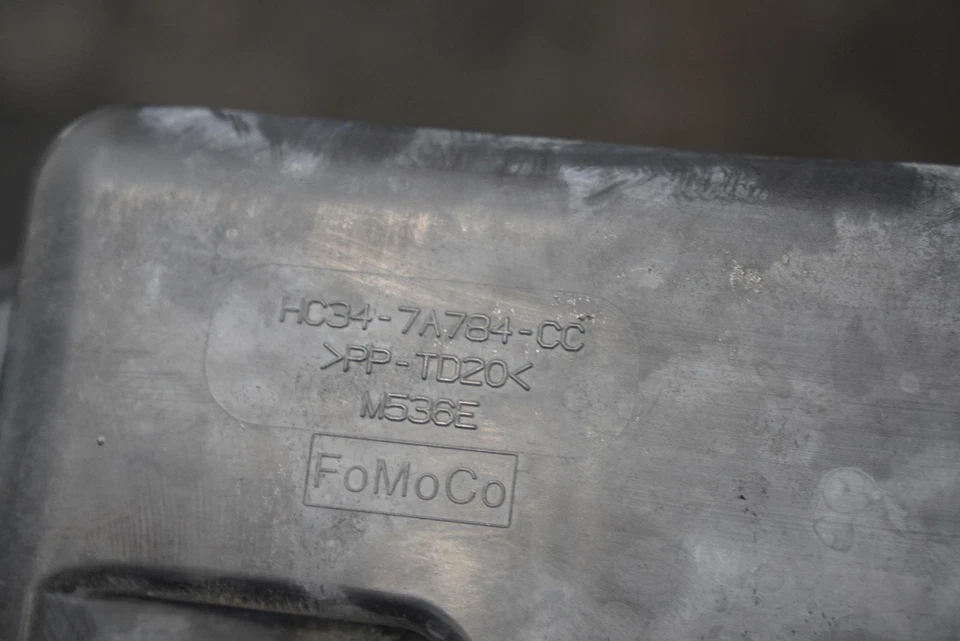 HC34-7A784-CC
>PP-TD20<
M536E
FoMoCo